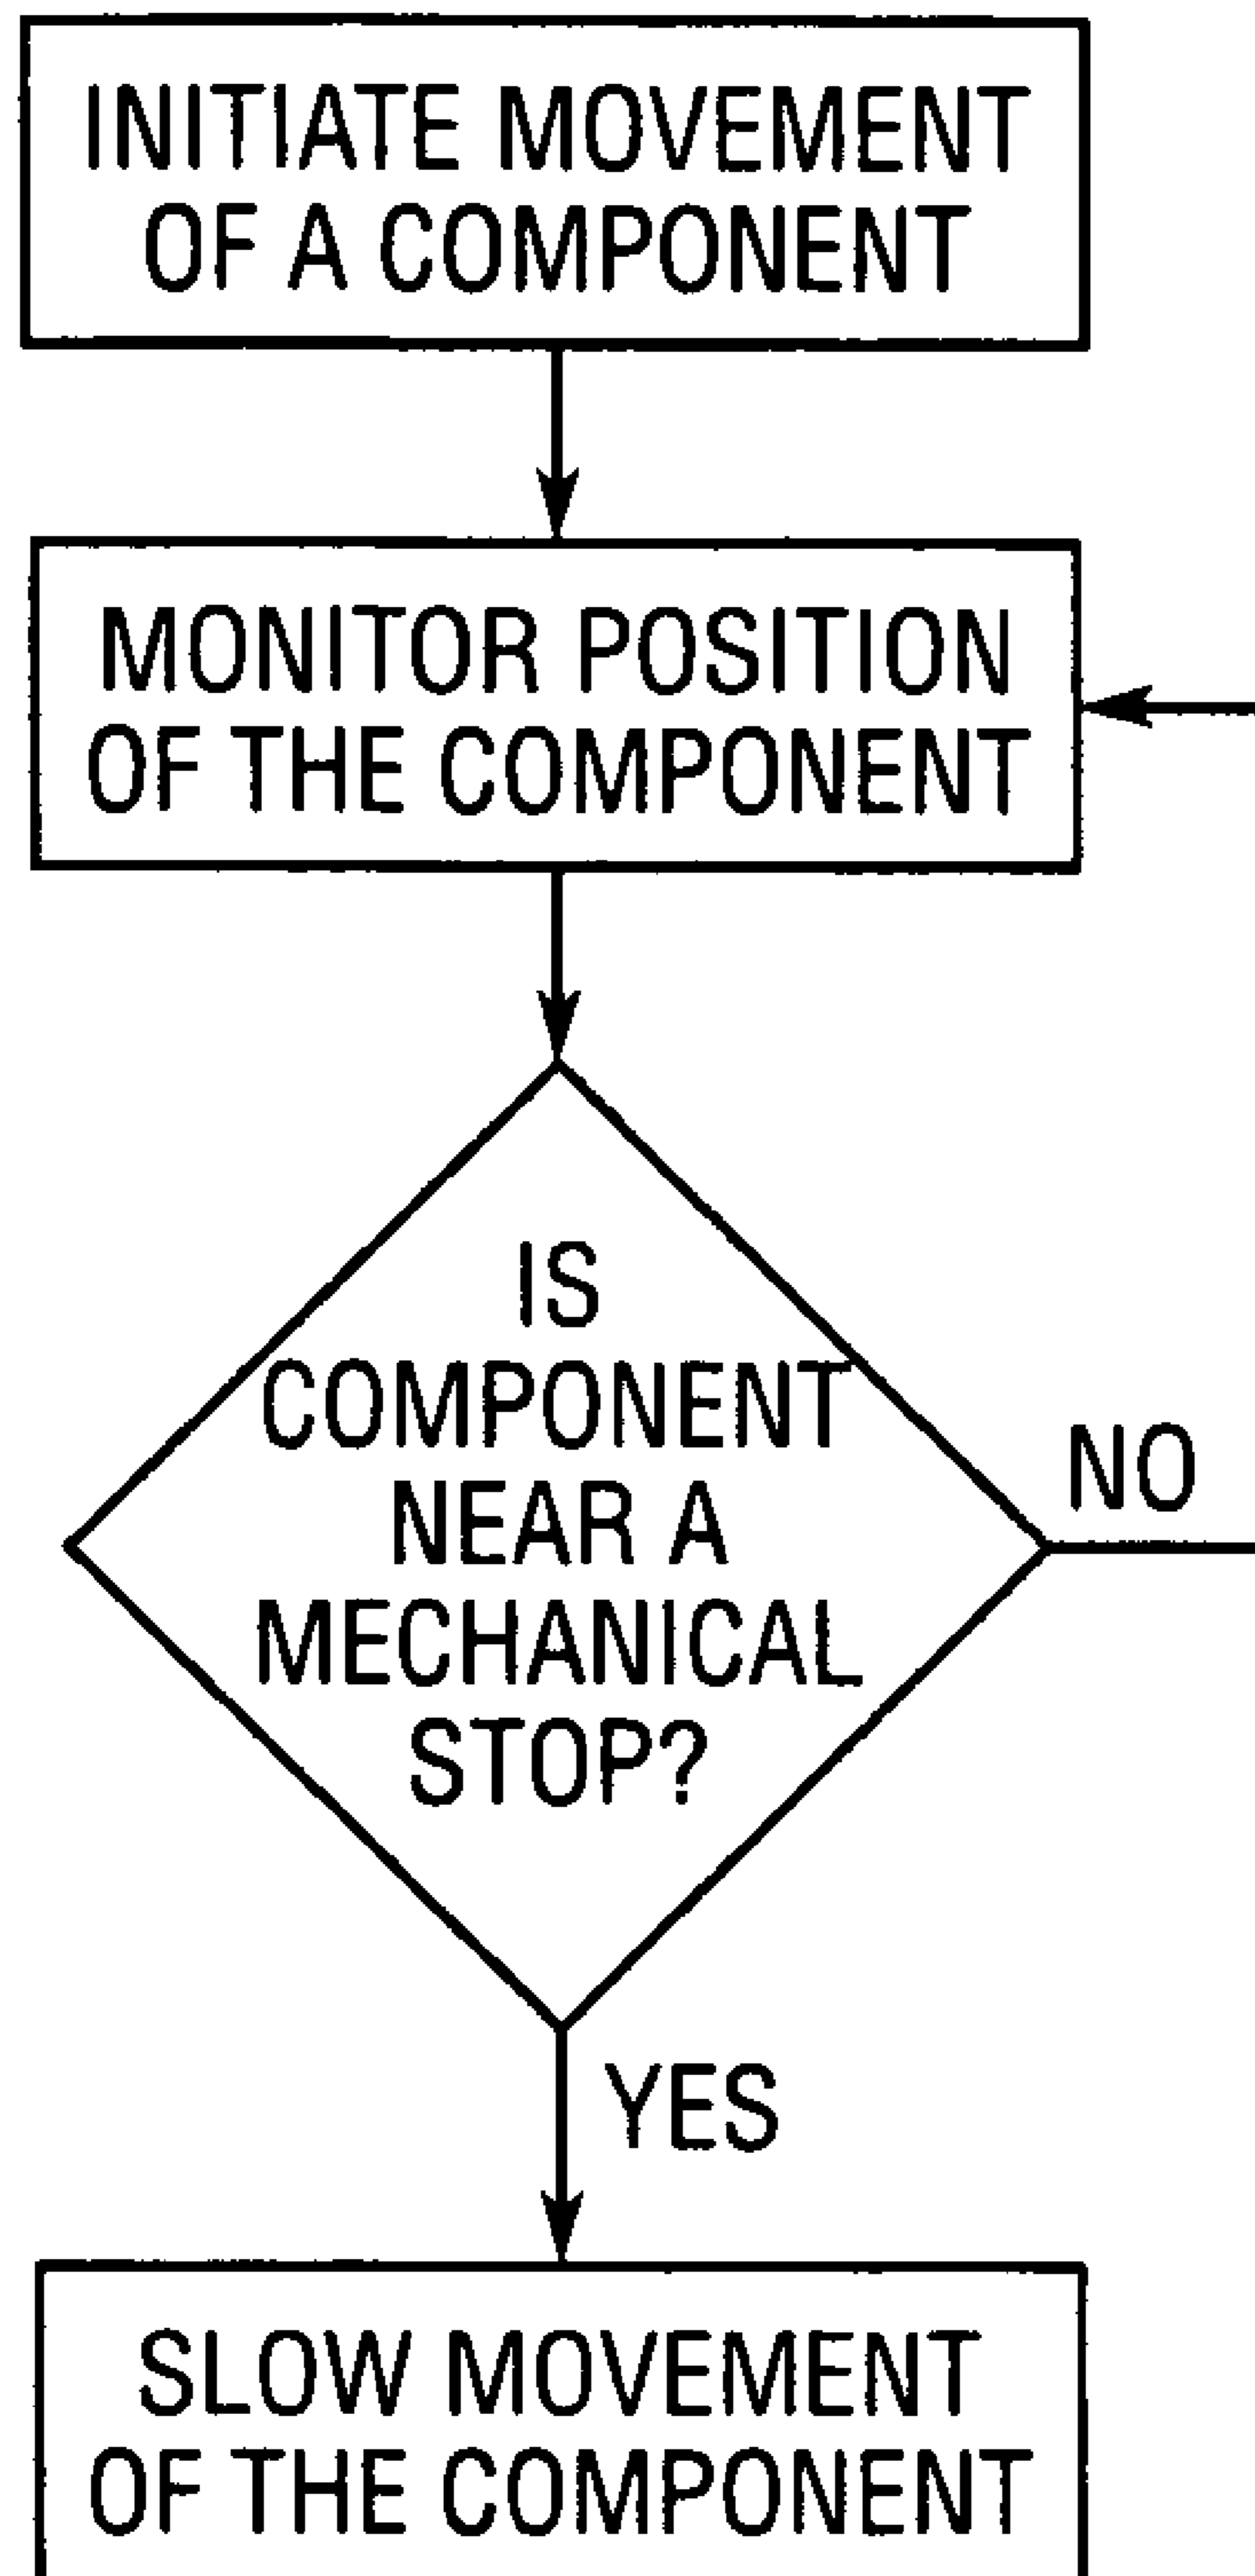 INITIATE MOVEMENT
OF A COMPONENT
MONITOR POSITION
OF THE COMPONENT
IS
COMPONENT
NEAR A
MECHANICAL
STOP?
NO
YES
SLOW MOVEMENT
OF THE COMPONENT